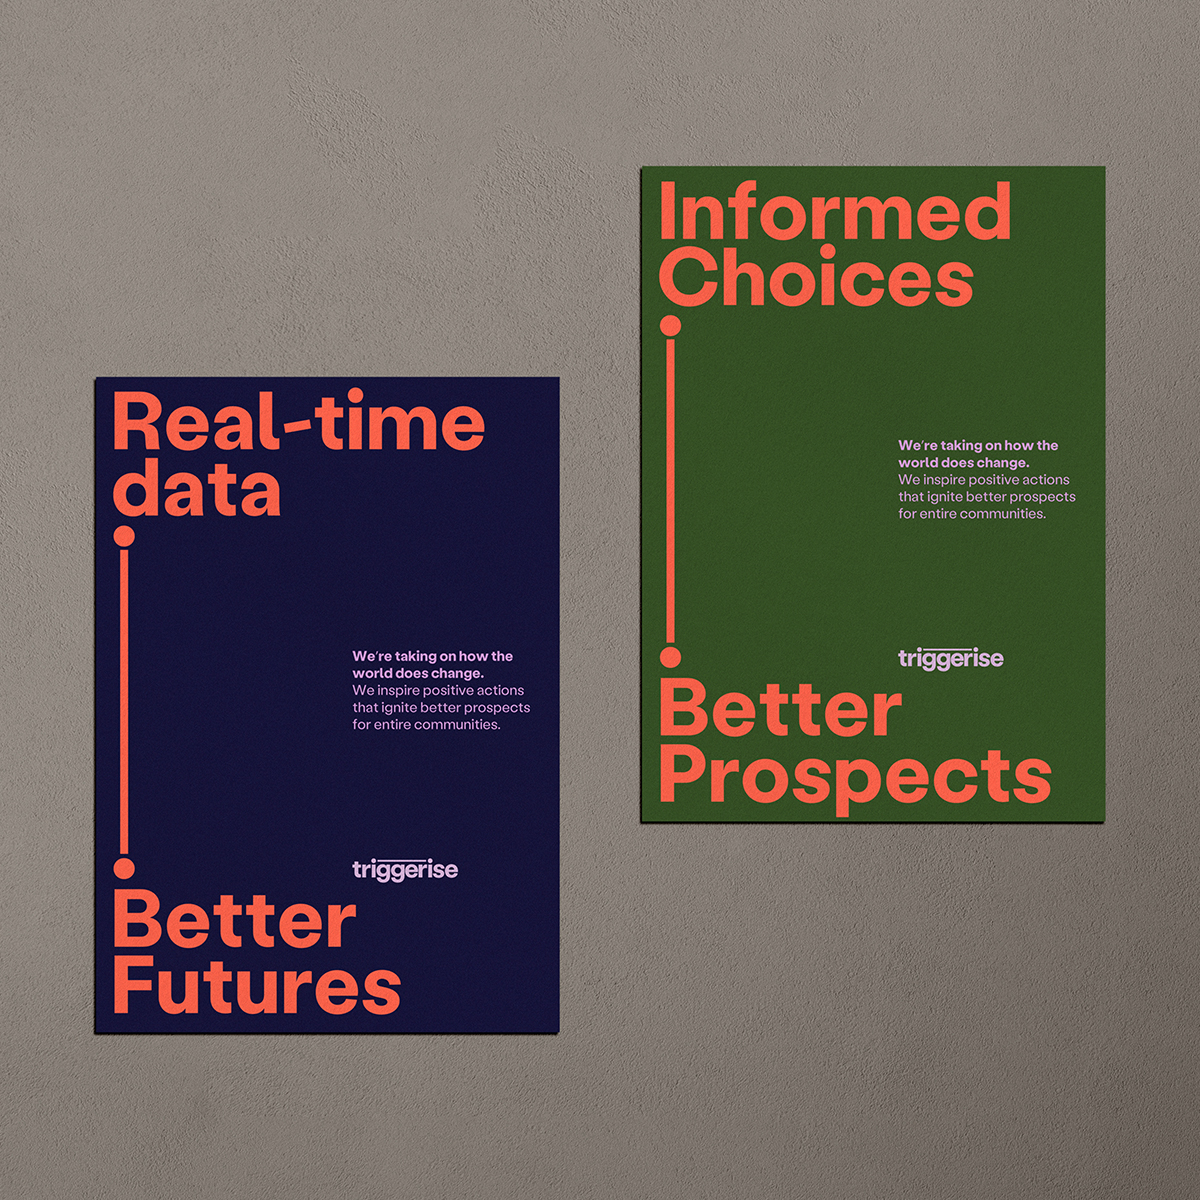 Real-time
data
We're taking on how the
world does change.
We inspire positive actions
that ignite better prospects
for entire communities.
triggerise
Better
Futures
Informed
Choices
We're taking on how the
world does change.
We inspire positive actions
that ignite better prospects
for entire communities.
triggerise
Better
Prospects